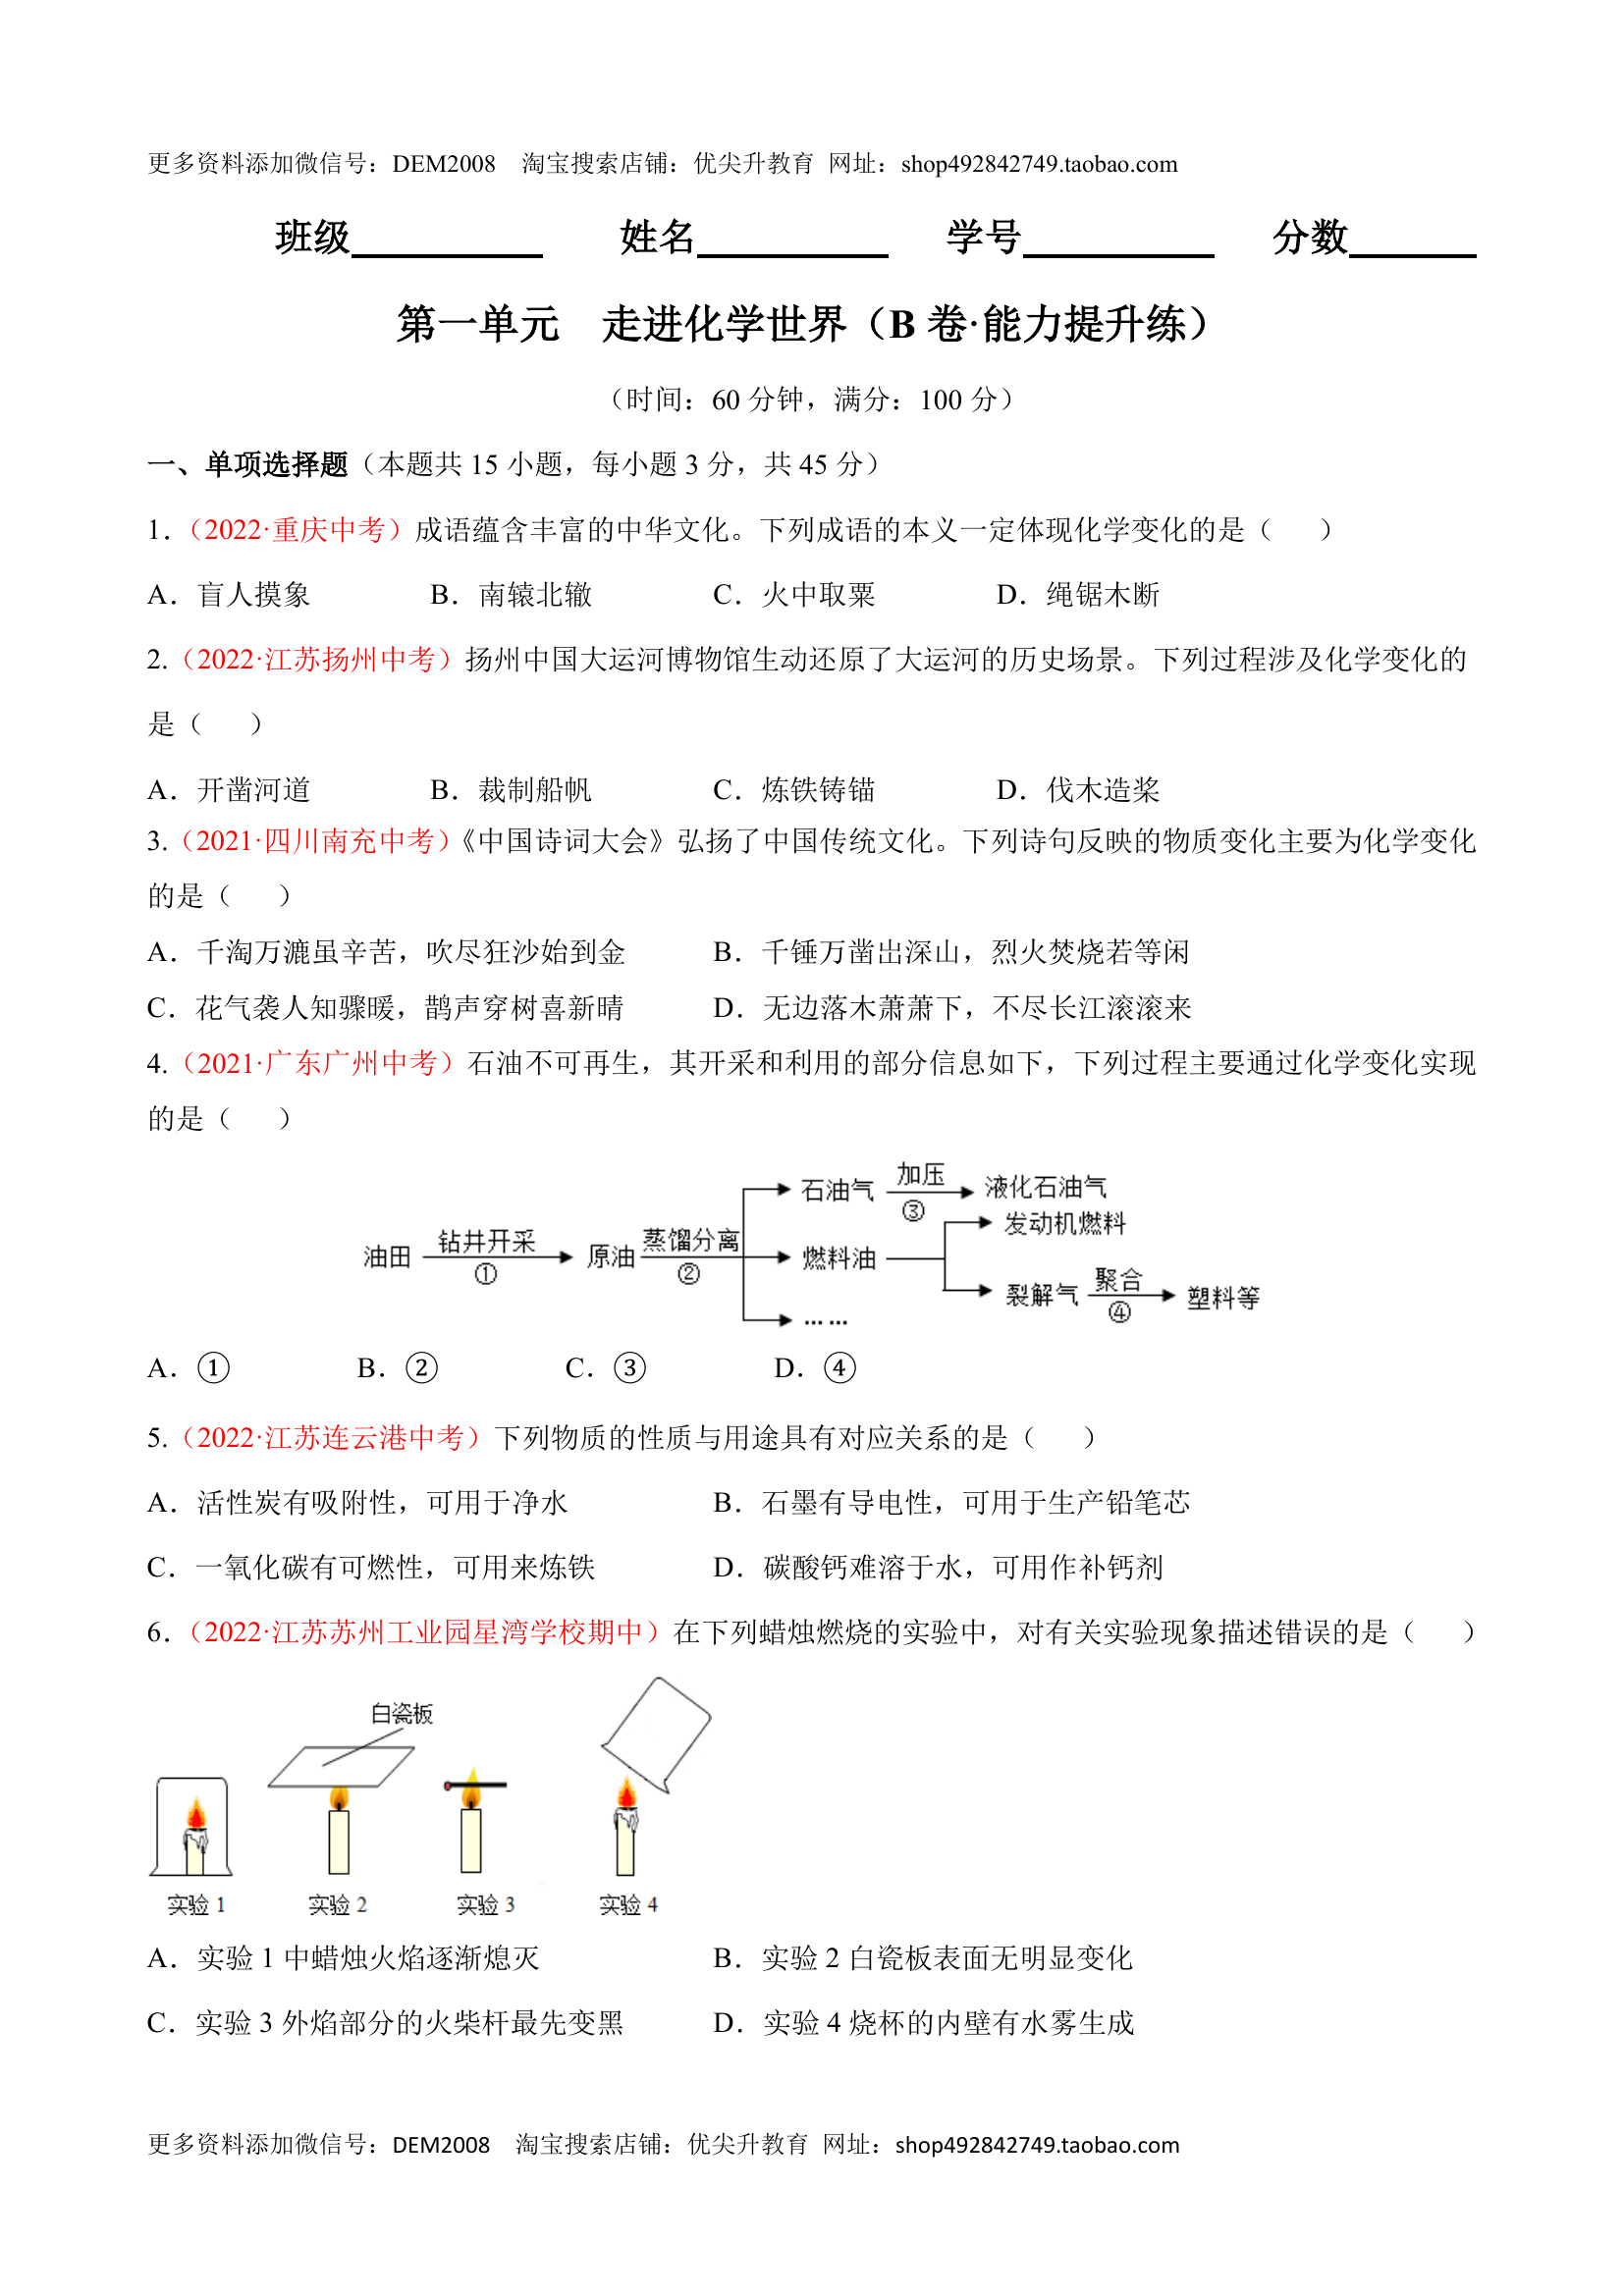 更多资料添加微信号：DEM2008 淘宝搜索店铺：优尖升教育 网址：shop492842749.taobao.com
班级__________ 姓名__________ 学号__________ 分数______
第一单元 走进化学世界（B 卷·能力提升练）
（时间：60 分钟，满分：100 分）
一、单项选择题（本题共 15 小题，每小题 3 分，共 45 分）
1.（2022·重庆中考）成语蕴含丰富的中华文化。下列成语的本义一定体现化学变化的是（ ）
A．盲人摸象 B．南辕北辙 C．火中取粟 D．绳锯木断
2.（2022·江苏扬州中考）扬州中国大运河博物馆生动还原了大运河的历史场景。下列过程涉及化学变化的
是（ ）
A．开凿河道 B．裁制船帆 C．炼铁铸锚 D．伐木造桨
3.（2021·四川南充中考）《中国诗词大会》弘扬了中国传统文化。下列诗句反映的物质变化主要为化学变化
的是（ ）
A．千淘万漉虽辛苦，吹尽狂沙始到金 B．千锤万凿出深山，烈火焚烧若等闲
C．花气袭人知骤暖，鹊声穿树喜新晴 D．无边落木萧萧下，不尽长江滚滚来
4.（2021·广东广州中考）石油不可再生，其开采和利用的部分信息如下，下列过程主要通过化学变化实现
的是（ ）
石油气 加压 ③ 液化石油气
发动机燃料
油田 钻井开采 ① 原油 蒸馏分离 ② 燃料油
裂解气 聚合 ④ 塑料等
……
A．① B．② C．③ D．④
5.（2022·江苏连云港中考）下列物质的性质与用途具有对应关系的是（ ）
A．活性炭有吸附性，可用于净水 B．石墨有导电性，可用于生产铅笔芯
C．一氧化碳有可燃性，可用来炼铁 D．碳酸钙难溶于水，可用作补钙剂
6.（2022·江苏苏州工业园星湾学校期中）在下列蜡烛燃烧的实验中，对有关实验现象描述错误的是（ ）
白瓷板
实验 1 实验 2 实验 3 实验 4
A．实验 1 中蜡烛火焰逐渐熄灭 B．实验 2 白瓷板表面无明显变化
C．实验 3 外焰部分的火柴杆最先变黑 D．实验 4 烧杯的内壁有水雾生成
更多资料添加微信号：DEM2008 淘宝搜索店铺：优尖升教育 网址：shop492842749.taobao.com